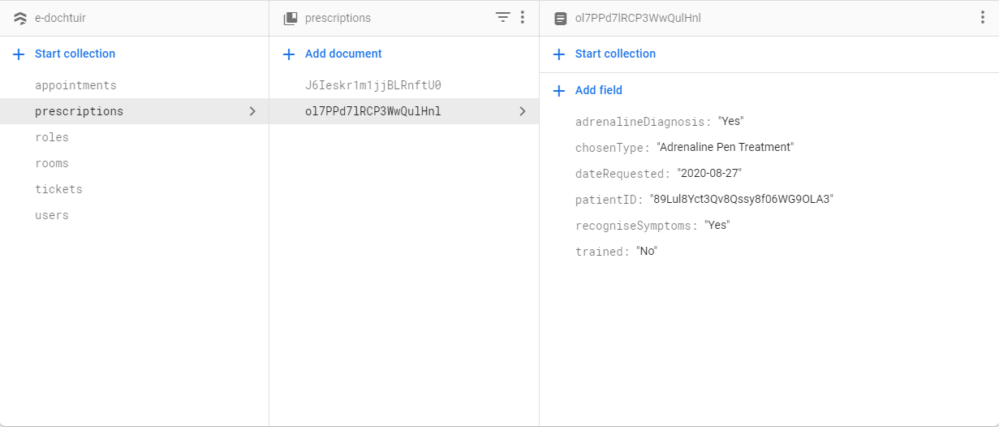 e-dochtuir
Start collection
appointments
prescriptions
roles
rooms
tickets
users
prescriptions
Add document
J6Ieskr1m1jjBLRnftU0
ol7PPd7lRCP3WwQulHnl
ol7PPd7lRCP3WwQulHnl
Start collection
Add field
adrenalineDiagnosis: "Yes"
chosenType: "Adrenaline Pen Treatment"
dateRequested: "2020-08-27"
patientID: "89Lul8Yct3Qv8Qssy8f06WG9OLA3"
recogniseSymptoms: "Yes"
trained: "No"